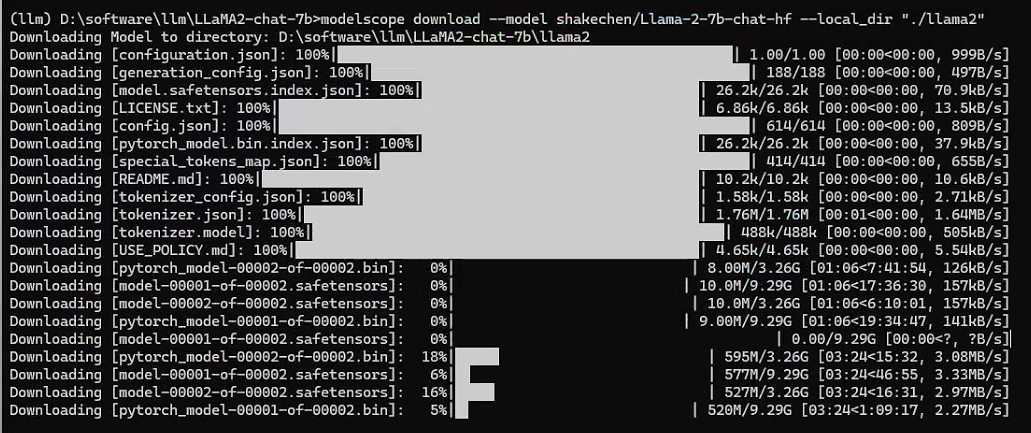 (llm) D:\software\llm\LLaMA2-chat-7b>modelscope download --model shakechen/Llama-2-7b-chat-hf --local_dir "./llama2"
Downloading Model to directory: D:\software\llm\LLaMA2-chat-7b\llama2
Downloading [configuration.json]: 100%| | 1.00/1.00 [00:00<00:00, 999B/s]
Downloading [generation_config.json]: 100%| | 188/188 [00:00<00:00, 497B/s]
Downloading [model.safetensors.index.json]: 100%| | 26.2k/26.2k [00:00<00:00, 70.9kB/s]
Downloading [LICENSE.txt]: 100%| | 6.86k/6.86k [00:00<00:00, 13.5kB/s]
Downloading [config.json]: 100%| | 614/614 [00:00<00:00, 809B/s]
Downloading [pytorch_model.bin.index.json]: 100%| | 26.2k/26.2k [00:00<00:00, 37.9kB/s]
Downloading [special_tokens_map.json]: 100%| | 414/414 [00:00<00:00, 655B/s]
Downloading [README.md]: 100%| | 10.2k/10.2k [00:00<00:00, 10.6kB/s]
Downloading [tokenizer_config.json]: 100%| | 1.58k/1.58k [00:00<00:00, 2.71kB/s]
Downloading [tokenizer.json]: 100%| | 1.76M/1.76M [00:01<00:00, 1.64MB/s]
Downloading [tokenizer.model]: 100%| | 488k/488k [00:00<00:00, 505kB/s]
Downloading [USE_POLICY.md]: 100%| | 4.65k/4.65k [00:00<00:00, 5.54kB/s]
Downloading [pytorch_model-00002-of-00002.bin]: 0%| | 8.00M/3.26G [01:06<7:41:54, 126kB/s]
Downloading [model-00001-of-00002.safetensors]: 0%| | 10.0M/9.29G [01:06<17:36:30, 157kB/s]
Downloading [model-00002-of-00002.safetensors]: 0%| | 10.0M/3.26G [01:06<6:10:01, 157kB/s]
Downloading [pytorch_model-00001-of-00002.bin]: 0%| | 9.00M/9.29G [01:06<19:34:47, 141kB/s]
Downloading [model-00001-of-00002.safetensors]: 0%| | 0.00/9.29G [00:00<?, ?B/s]
Downloading [pytorch_model-00002-of-00002.bin]: 18%| | 595M/3.26G [03:24<15:32, 3.08MB/s]
Downloading [model-00001-of-00002.safetensors]: 6%| | 577M/9.29G [03:24<46:55, 3.33MB/s]
Downloading [model-00002-of-00002.safetensors]: 16%| | 527M/3.26G [03:24<16:31, 2.97MB/s]
Downloading [pytorch_model-00001-of-00002.bin]: 5%| | 520M/9.29G [03:24<1:09:17, 2.27MB/s]